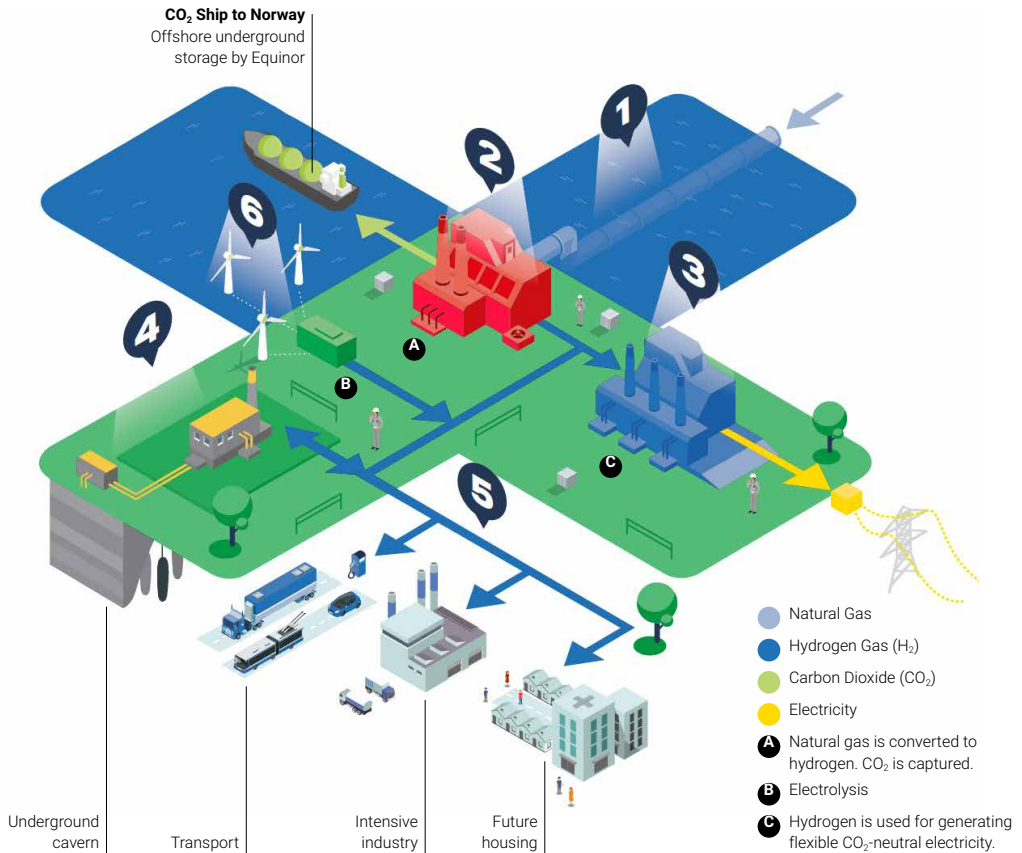 CO₂ Ship to Norway
Offshore underground
storage by Equinor
1
2
6
3
4
A
B
C
5
Natural Gas
Hydrogen Gas (H₂)
Carbon Dioxide (CO₂)
Electricity
A Natural gas is converted to
hydrogen. CO₂ is captured.
B Electrolysis
C Hydrogen is used for generating
flexible CO₂-neutral electricity.
Underground
cavern
Transport
Intensive
industry
Future
housing